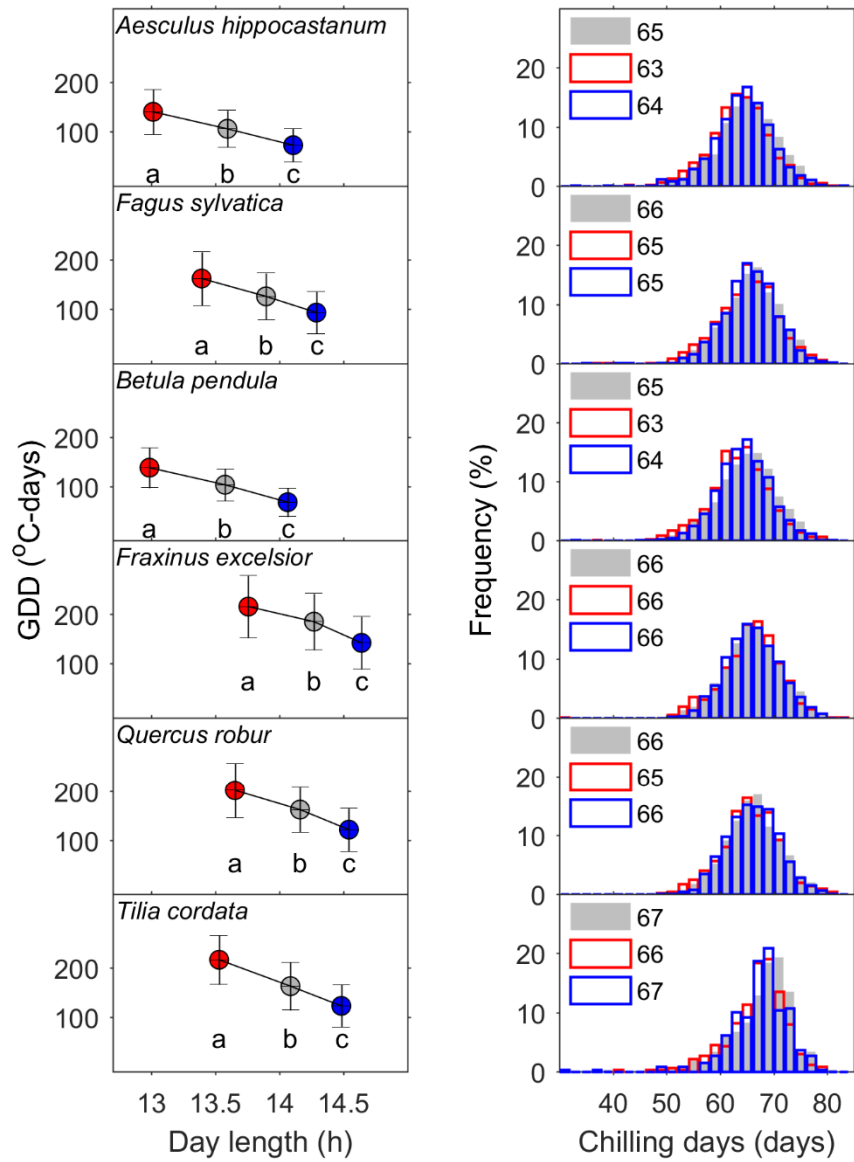 Aesculus hippocastanum
200
100
a
b
c
20
10
0
65
63
64
Fagus sylvatica
200
100
a
b
c
20
10
0
66
65
65
Betula pendula
200
100
a
b
c
20
10
0
65
63
64
Fraxinus excelsior
200
100
a
b
c
20
10
0
66
66
66
Quercus robur
200
100
a
b
c
20
10
0
66
65
66
Tilia cordata
200
100
a
b
c
20
10
0
67
66
67
GDD (°C-days)
Frequency (%)
13 13.5 14 14.5
Day length (h)
40 50 60 70 80
Chilling days (days)